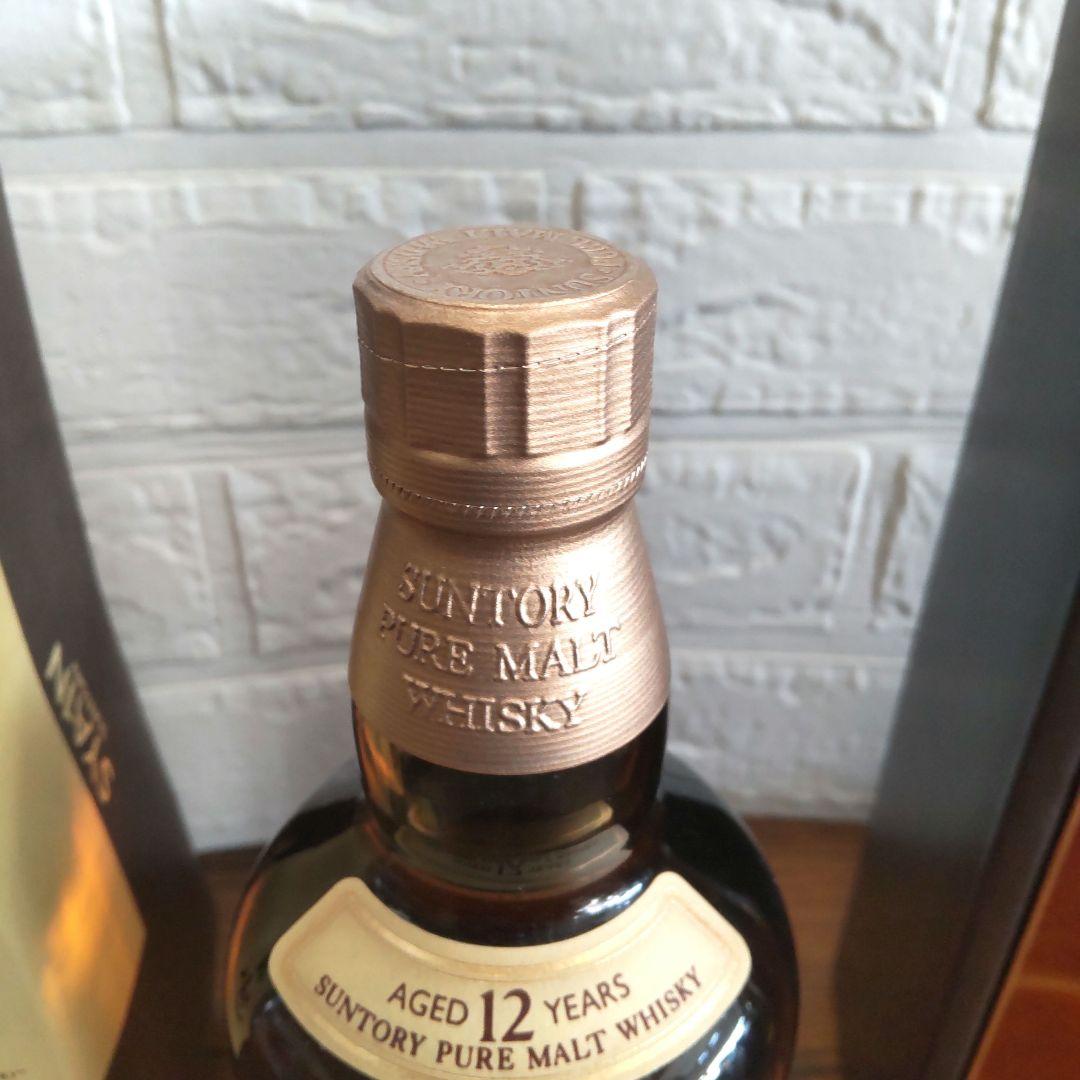 SUNTORY
PURE MALT
WHISKY
AGED 12 YEARS
SUNTORY PURE MALT WHISKY